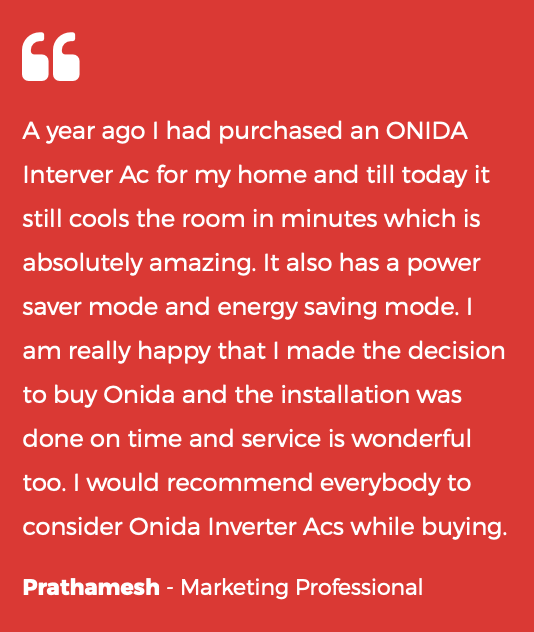 A year ago I had purchased an ONIDA
Interver Ac for my home and till today it
still cools the room in minutes which is
absolutely amazing. It also has a power
saver mode and energy saving mode. I
am really happy that I made the decision
to buy Onida and the installation was
done on time and service is wonderful
too. I would recommend everybody to
consider Onida Inverter Acs while buying.
Prathamesh - Marketing Professional